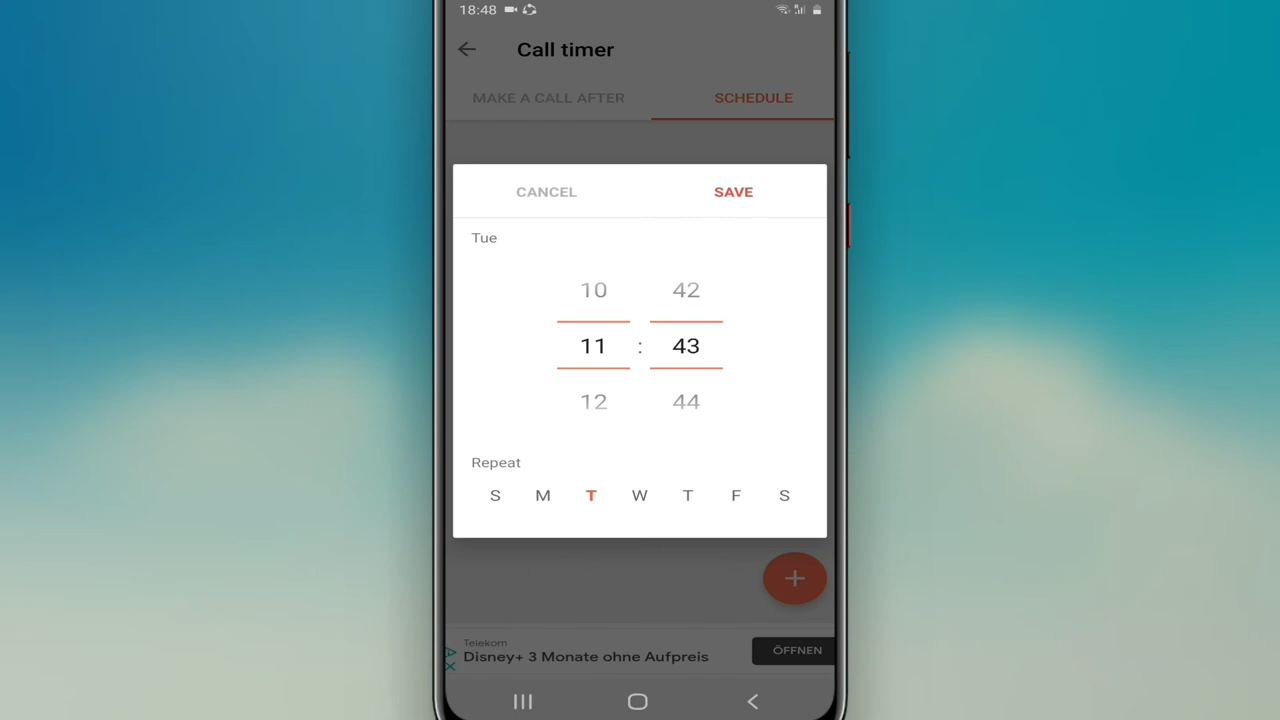 18:48
Call timer
MAKE A CALL AFTER SCHEDULE
CANCEL SAVE
Tue
10 42
11 : 43
12 44
Repeat
S M T W T F S
+
Telekom
Disney+ 3 Monate ohne Aufpreis
ÖFFNEN